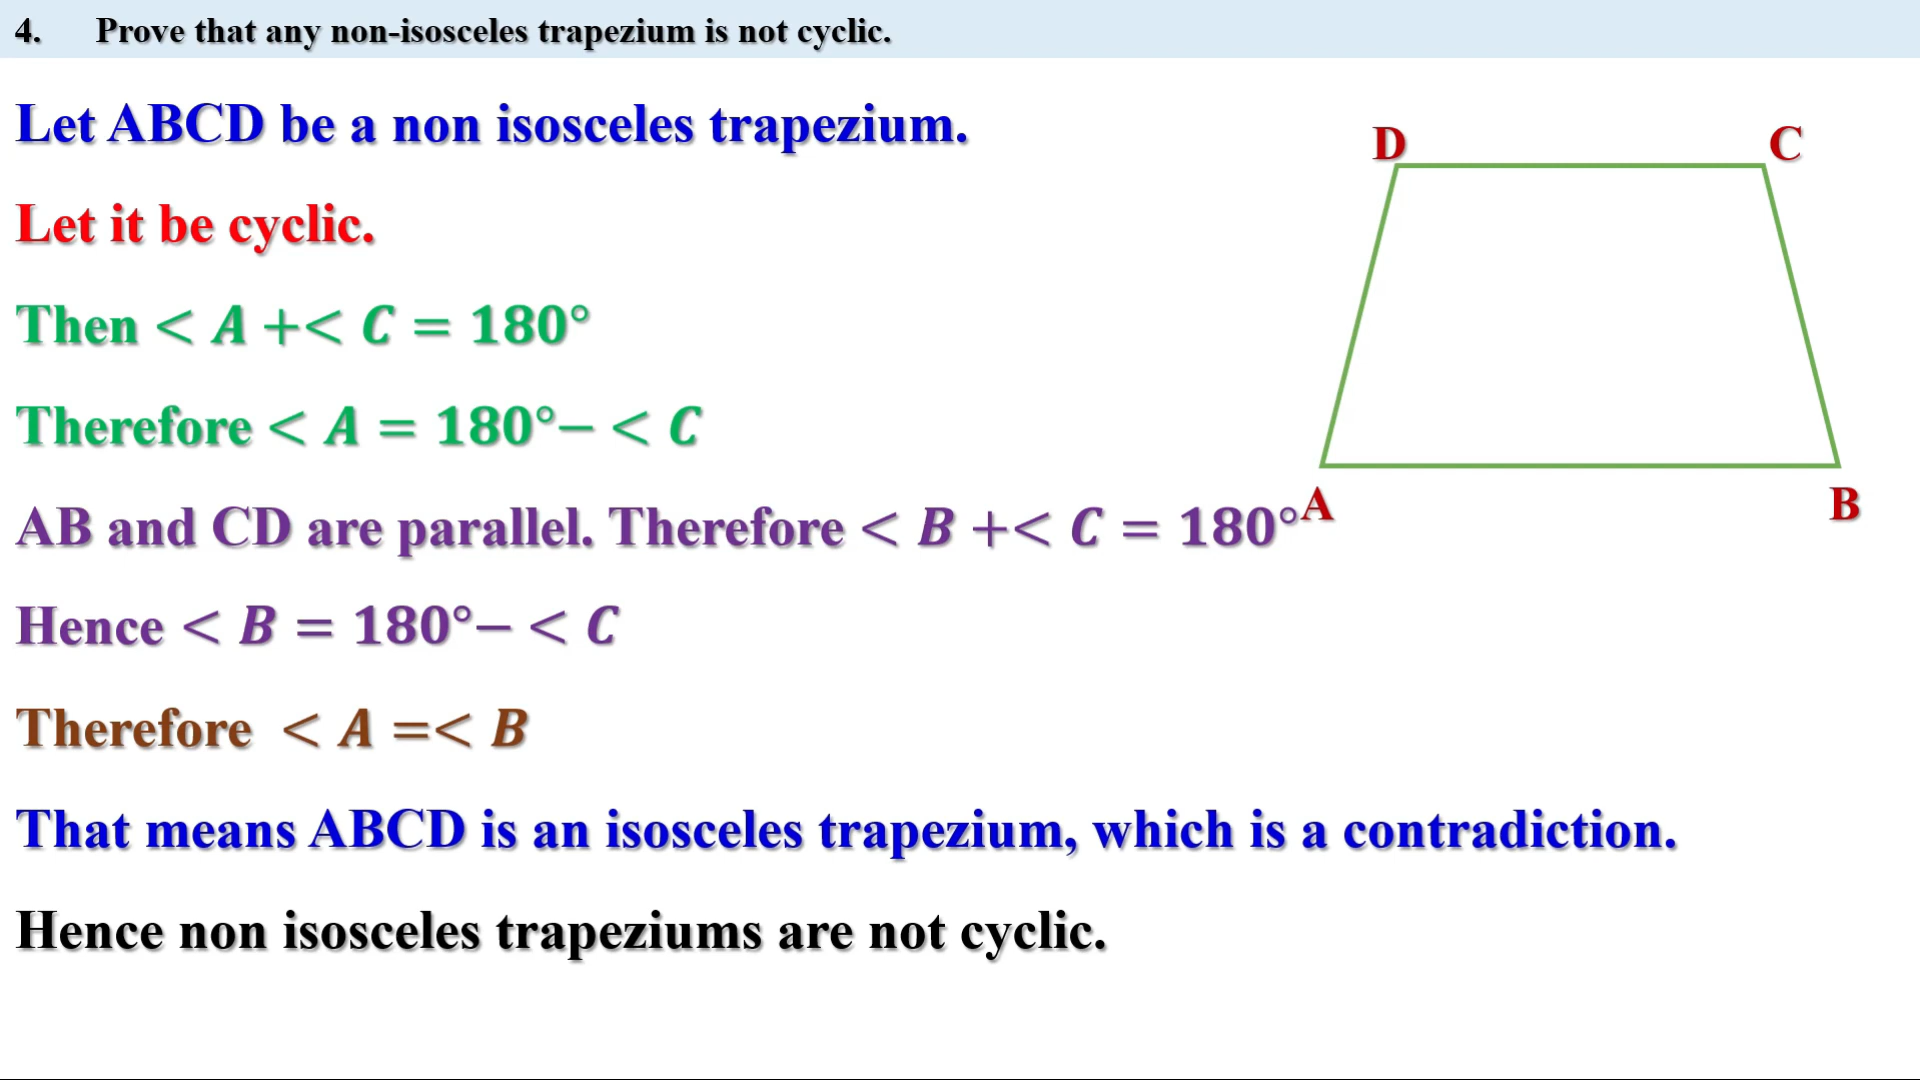 4. Prove that any non-isosceles trapezium is not cyclic.
Let ABCD be a non isosceles trapezium.
Let it be cyclic.
Then < A +< C = 180°
Therefore < A = 180°− < C
AB and CD are parallel. Therefore < B +< C = 180°
Hence < B = 180°− < C
Therefore < A =< B
That means ABCD is an isosceles trapezium, which is a contradiction.
Hence non isosceles trapeziums are not cyclic.
D C
A B